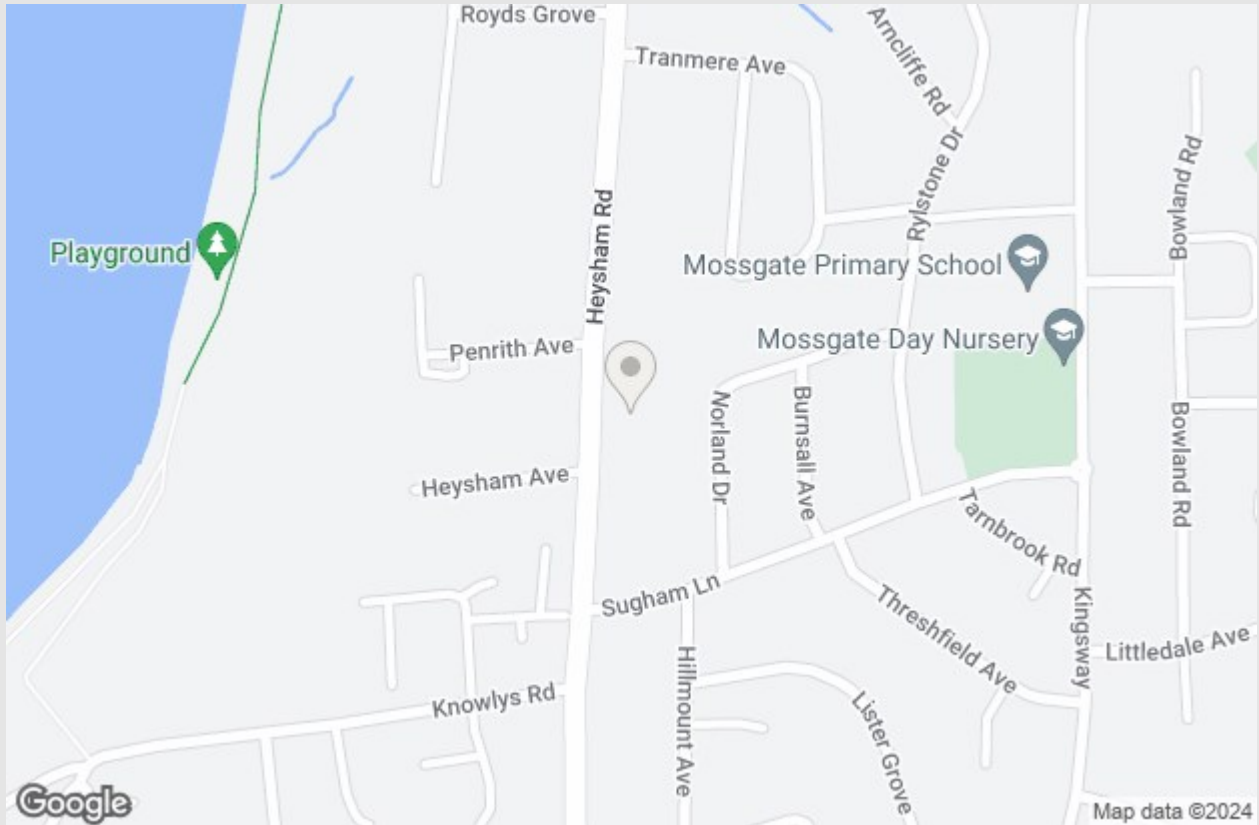 Royds Grove
Tranmere Ave
Arncliffe Rd
Rylstone Dr
Bowland Rd
Heysham Rd
Playground
Mossgate Primary School
Mossgate Day Nursery
Penrith Ave
Norland Dr
Burnsall Ave
Bowland Rd
Heysham Ave
Tarnbrook Rd
Sugham Ln
Threshfield Ave
Kingsway
Littledale Ave
Hillmount Ave
Knowlys Rd
Lister Grove
Google
Map data ©2024